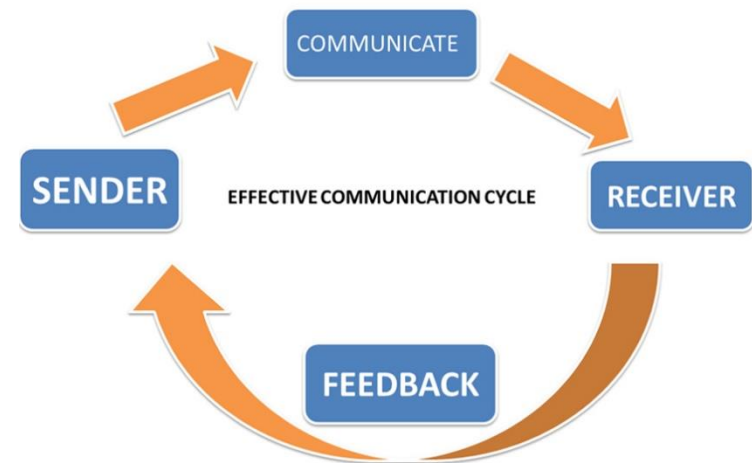 COMMUNICATE
SENDER
EFFECTIVE COMMUNICATION CYCLE
RECEIVER
FEEDBACK